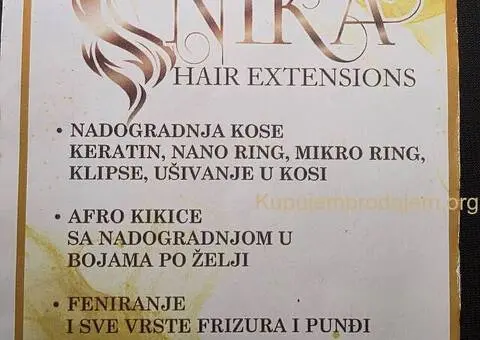 NIKA
HAIR EXTENSIONS
• NADOGRADNJA KOSE
KERATIN, NANO RING, MIKRO RING,
KLIPSE, UŠIVANJE U KOSI
Kupujemprodajem.org
• AFRO KIKICE
SA NADOGRADNJOM U
BOJAMA PO ŽELJI
• FENIRANJE
I SVE VRSTE FRIZURA I PUNĐI